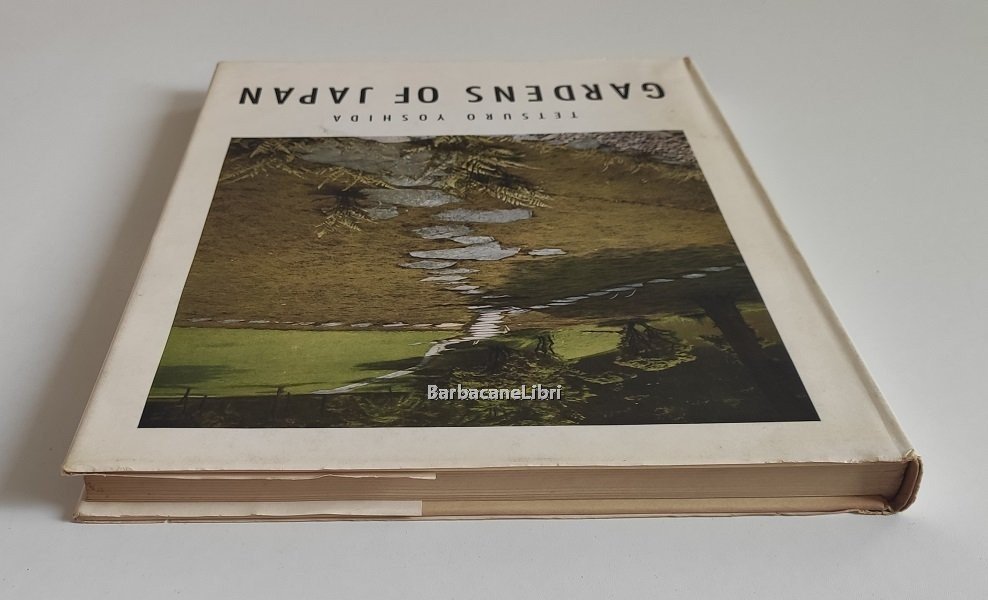 GARDENS OF JAPAN
TETSURO YOSHIDA
BarbacaneLibri